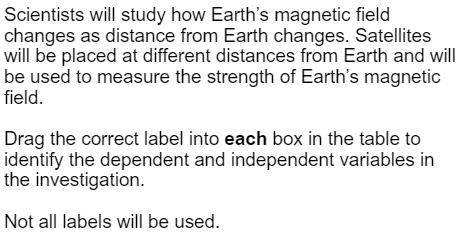 Scientists will study how Earth's magnetic field
changes as distance from Earth changes. Satellites
will be placed at different distances from Earth and will
be used to measure the strength of Earth's magnetic
field.
Drag the correct label into each box in the table to
identify the dependent and independent variables in
the investigation.
Not all labels will be used.